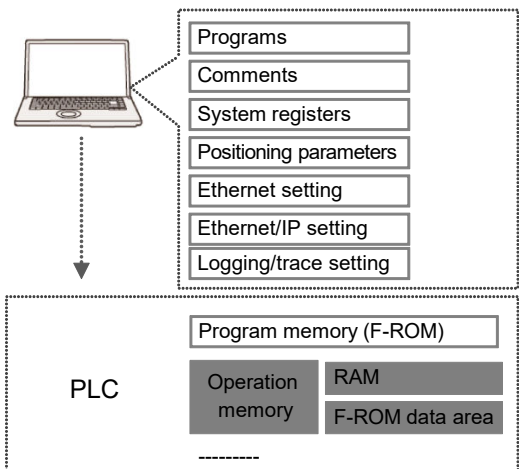 Programs
Comments
System registers
Positioning parameters
Ethernet setting
Ethernet/IP setting
Logging/trace setting
PLC
Program memory (F-ROM)
Operation
memory
RAM
F-ROM data area
---------